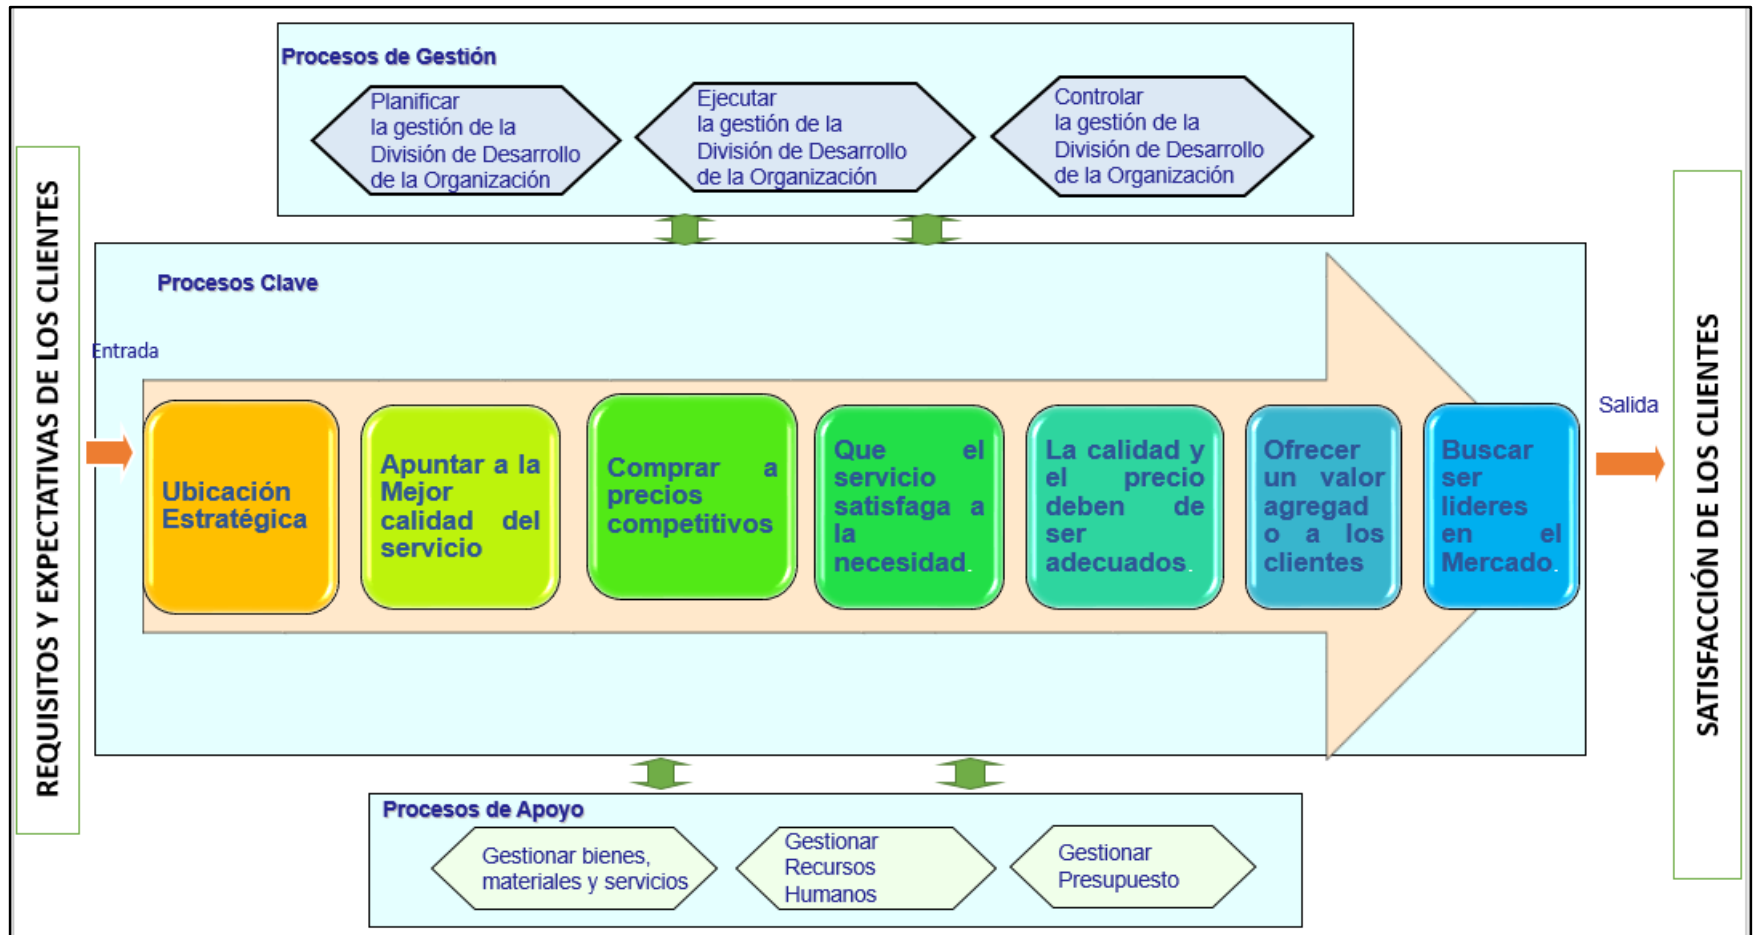 Procesos de Gestión
Planificar
la gestión de la
División de Desarrollo
de la Organización
Ejecutar
la gestión de la
División de Desarrollo
de la Organización
Controlar
la gestión de la
División de Desarrollo
de la Organización
REQUISITOS Y EXPECTATIVAS DE LOS CLIENTES
Procesos Clave
Entrada
Ubicación
Estratégica
Apuntar a la
Mejor
calidad del
servicio
Comprar a
precios
competitivos
Que el
servicio
satisfaga a
la
necesidad.
La calidad y
el precio
deben de
ser
adecuados.
Ofrecer
un valor
agregad
o a los
clientes
Buscar
ser
lideres
en el
Mercado.
Salida
SATISFACCIÓN DE LOS CLIENTES
Procesos de Apoyo
Gestionar bienes,
materiales y servicios
Gestionar
Recursos
Humanos
Gestionar
Presupuesto